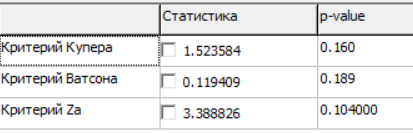 Статистика p-value
Критерий Купера 1.523584 0.160
Критерий Ватсона 0.119409 0.189
Критерий Za 3.388826 0.104000